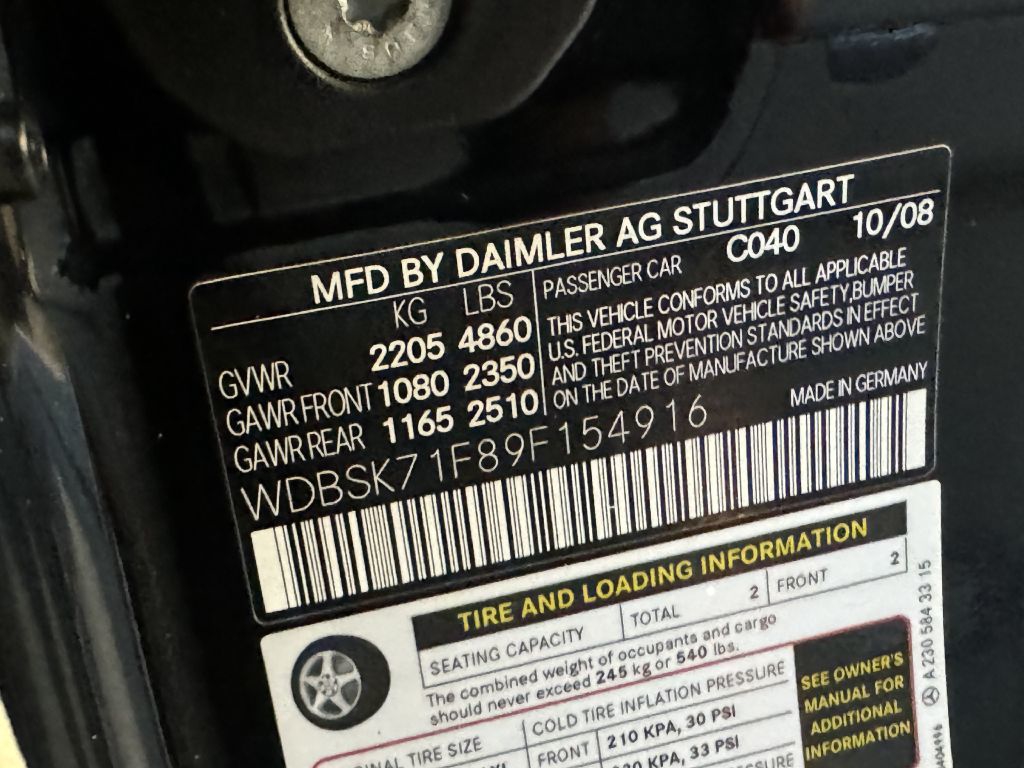 MFD BY DAIMLER AG STUTTGART
KG LBS
GVWR 2205 4860
GAWR FRONT 1080 2350
GAWR REAR 1165 2510
PASSENGER CAR C040 10/08
THIS VEHICLE CONFORMS TO ALL APPLICABLE
U.S. FEDERAL MOTOR VEHICLE SAFETY,BUMPER
AND THEFT PREVENTION STANDARDS IN EFFECT
ON THE DATE OF MANUFACTURE SHOWN ABOVE
MADE IN GERMANY
WDBSK71F89F154916
TIRE AND LOADING INFORMATION
SEATING CAPACITY TOTAL 2 FRONT 2
The combined weight of occupants and cargo
should never exceed 245 kg or 540 lbs.
TIRE SIZE COLD TIRE INFLATION PRESSURE
FRONT 210 KPA, 30 PSI
KPA, 33 PSI
SEE OWNER'S
MANUAL FOR
ADDITIONAL
INFORMATION
A 230 584 33 15